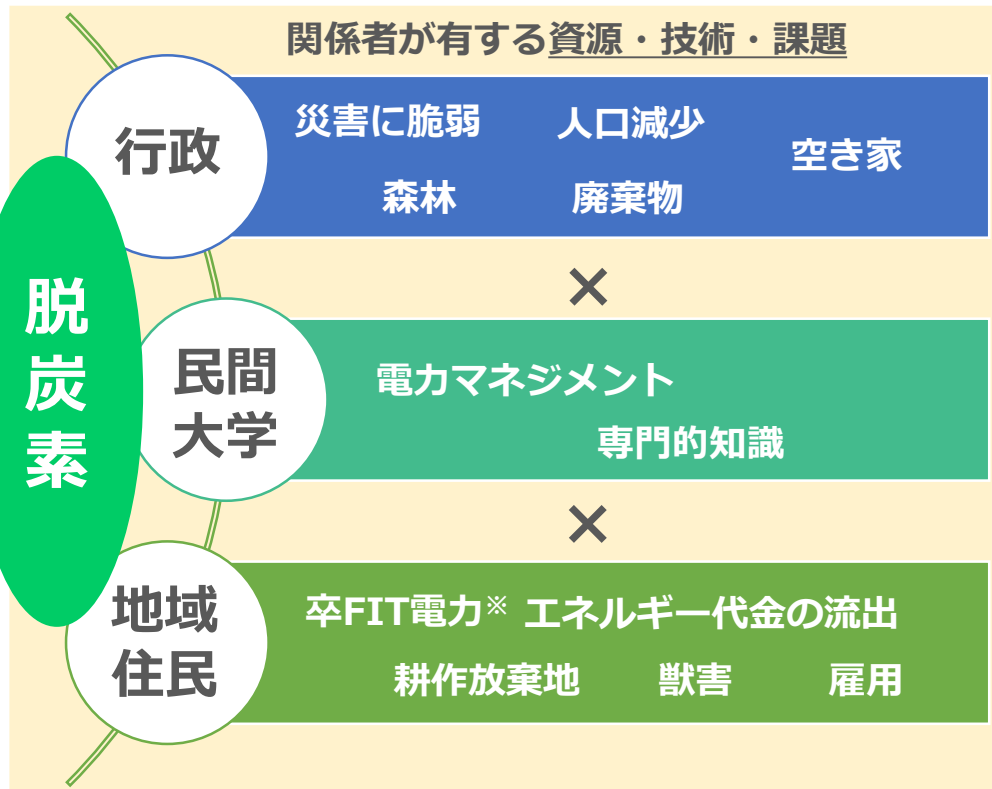 関係者が有する資源・技術・課題
脱炭素
行政
災害に脆弱 人口減少 空き家
森林 廃棄物
×
民間
大学
電力マネジメント
専門的知識
×
地域
住民
卒FIT電力※ エネルギー代金の流出
耕作放棄地 獣害 雇用